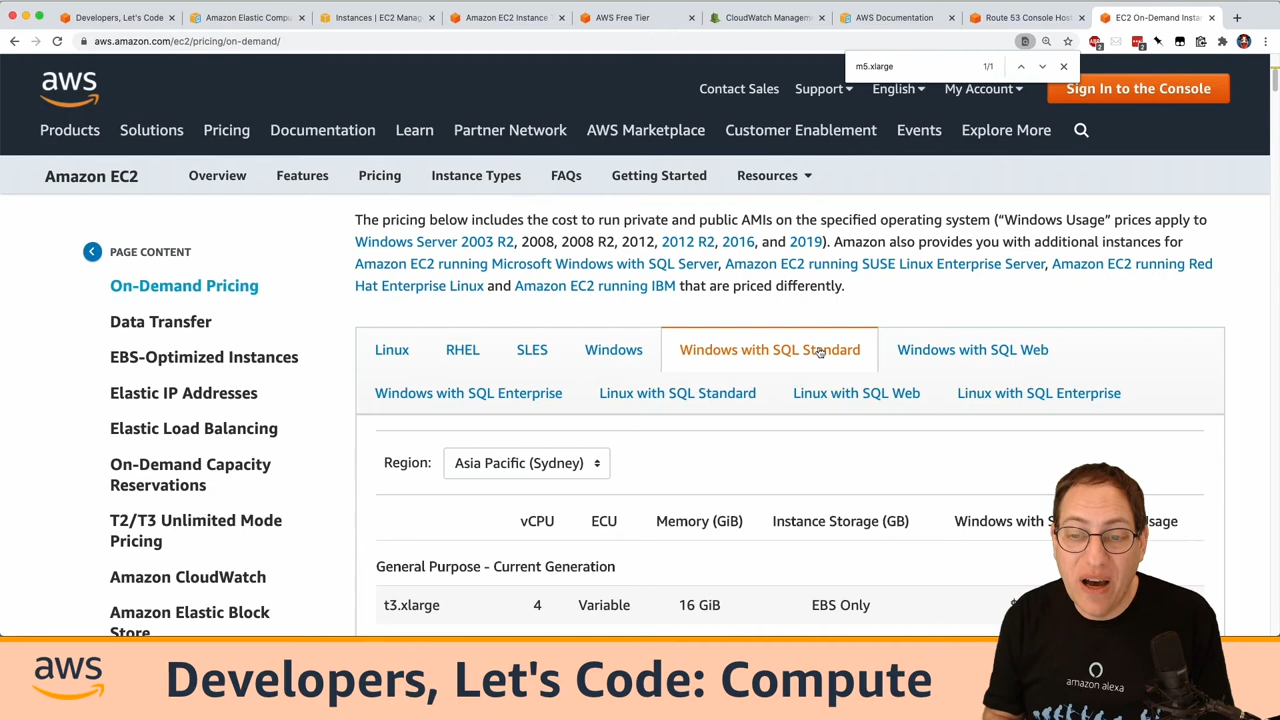 Developers, Let's Code
Amazon Elastic Compu
Instances | EC2 Manag
Amazon EC2 Instance
AWS Free Tier
CloudWatch Managem
AWS Documentation
Route 53 Console Hos
EC2 On-Demand Insta
aws.amazon.com/ec2/pricing/on-demand/
m5.xlarge 1/1
aws
Contact Sales Support English My Account Sign In to the Console
Products Solutions Pricing Documentation Learn Partner Network AWS Marketplace Customer Enablement Events Explore More
Amazon EC2 Overview Features Pricing Instance Types FAQs Getting Started Resources
PAGE CONTENT
On-Demand Pricing
Data Transfer
EBS-Optimized Instances
Elastic IP Addresses
Elastic Load Balancing
On-Demand Capacity
Reservations
T2/T3 Unlimited Mode
Pricing
Amazon CloudWatch
Amazon Elastic Block
Store
The pricing below includes the cost to run private and public AMIs on the specified operating system (“Windows Usage” prices apply to
Windows Server 2003 R2, 2008, 2008 R2, 2012, 2012 R2, 2016, and 2019). Amazon also provides you with additional instances for
Amazon EC2 running Microsoft Windows with SQL Server, Amazon EC2 running SUSE Linux Enterprise Server, Amazon EC2 running Red
Hat Enterprise Linux and Amazon EC2 running IBM that are priced differently.
Linux RHEL SLES Windows Windows with SQL Standard Windows with SQL Web
Windows with SQL Enterprise Linux with SQL Standard Linux with SQL Web Linux with SQL Enterprise
Region: Asia Pacific (Sydney)
vCPU ECU Memory (GiB) Instance Storage (GB) Windows with S
General Purpose - Current Generation
t3.xlarge 4 Variable 16 GiB EBS Only
amazon alexa
aws
Developers, Let's Code: Compute